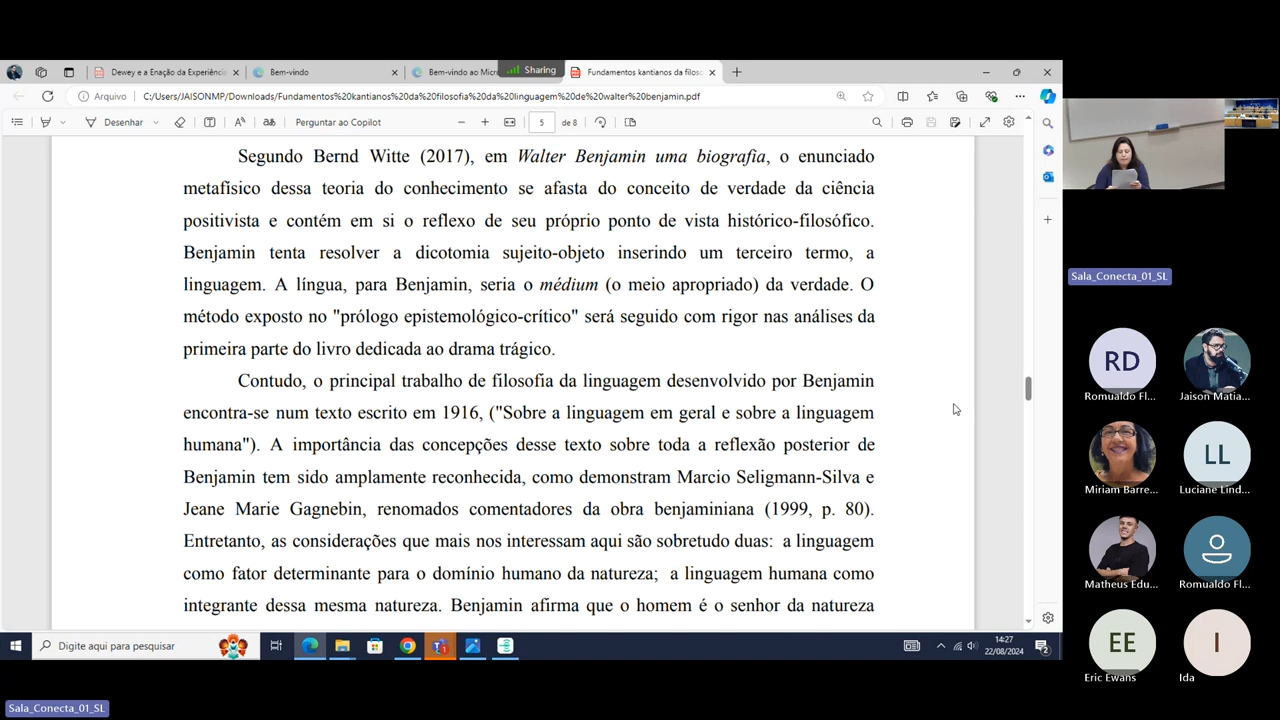 Dewey e a Enação da Experiênci
Bem-vindo
Bem-vindo ao Micr
Sharing
Fundamentos kantianos da filoso
Arquivo
C:/Users/JAISONMP/Downloads/Fundamentos%20kantianos%20da%20filosofia%20da%20linguagem%20de%20walter%20benjamin.pdf
Desenhar
Perguntar ao Copilot
5
de 8
Segundo Bernd Witte (2017), em Walter Benjamin uma biografia, o enunciado
metafísico dessa teoria do conhecimento se afasta do conceito de verdade da ciência
positivista e contém em si o reflexo de seu próprio ponto de vista histórico-filosófico.
Benjamin tenta resolver a dicotomia sujeito-objeto inserindo um terceiro termo, a
linguagem. A língua, para Benjamin, seria o médium (o meio apropriado) da verdade. O
método exposto no "prólogo epistemológico-crítico" será seguido com rigor nas análises da
primeira parte do livro dedicada ao drama trágico.
Contudo, o principal trabalho de filosofia da linguagem desenvolvido por Benjamin
encontra-se num texto escrito em 1916, ("Sobre a linguagem em geral e sobre a linguagem
humana"). A importância das concepções desse texto sobre toda a reflexão posterior de
Benjamin tem sido amplamente reconhecida, como demonstram Marcio Seligmann-Silva e
Jeane Marie Gagnebin, renomados comentadores da obra benjaminiana (1999, p. 80).
Entretanto, as considerações que mais nos interessam aqui são sobretudo duas: a linguagem
como fator determinante para o domínio humano da natureza; a linguagem humana como
integrante dessa mesma natureza. Benjamin afirma que o homem é o senhor da natureza
Digite aqui para pesquisar
14:27
22/08/2024
2
Sala_Conecta_01_SL
RD
Romualdo Fl...
Jaison Matia...
Miriam Barre...
LL
Luciane Lind...
Matheus Edu...
Romualdo Fl...
EE
Eric Ewans
I
Ida
Sala_Conecta_01_SL